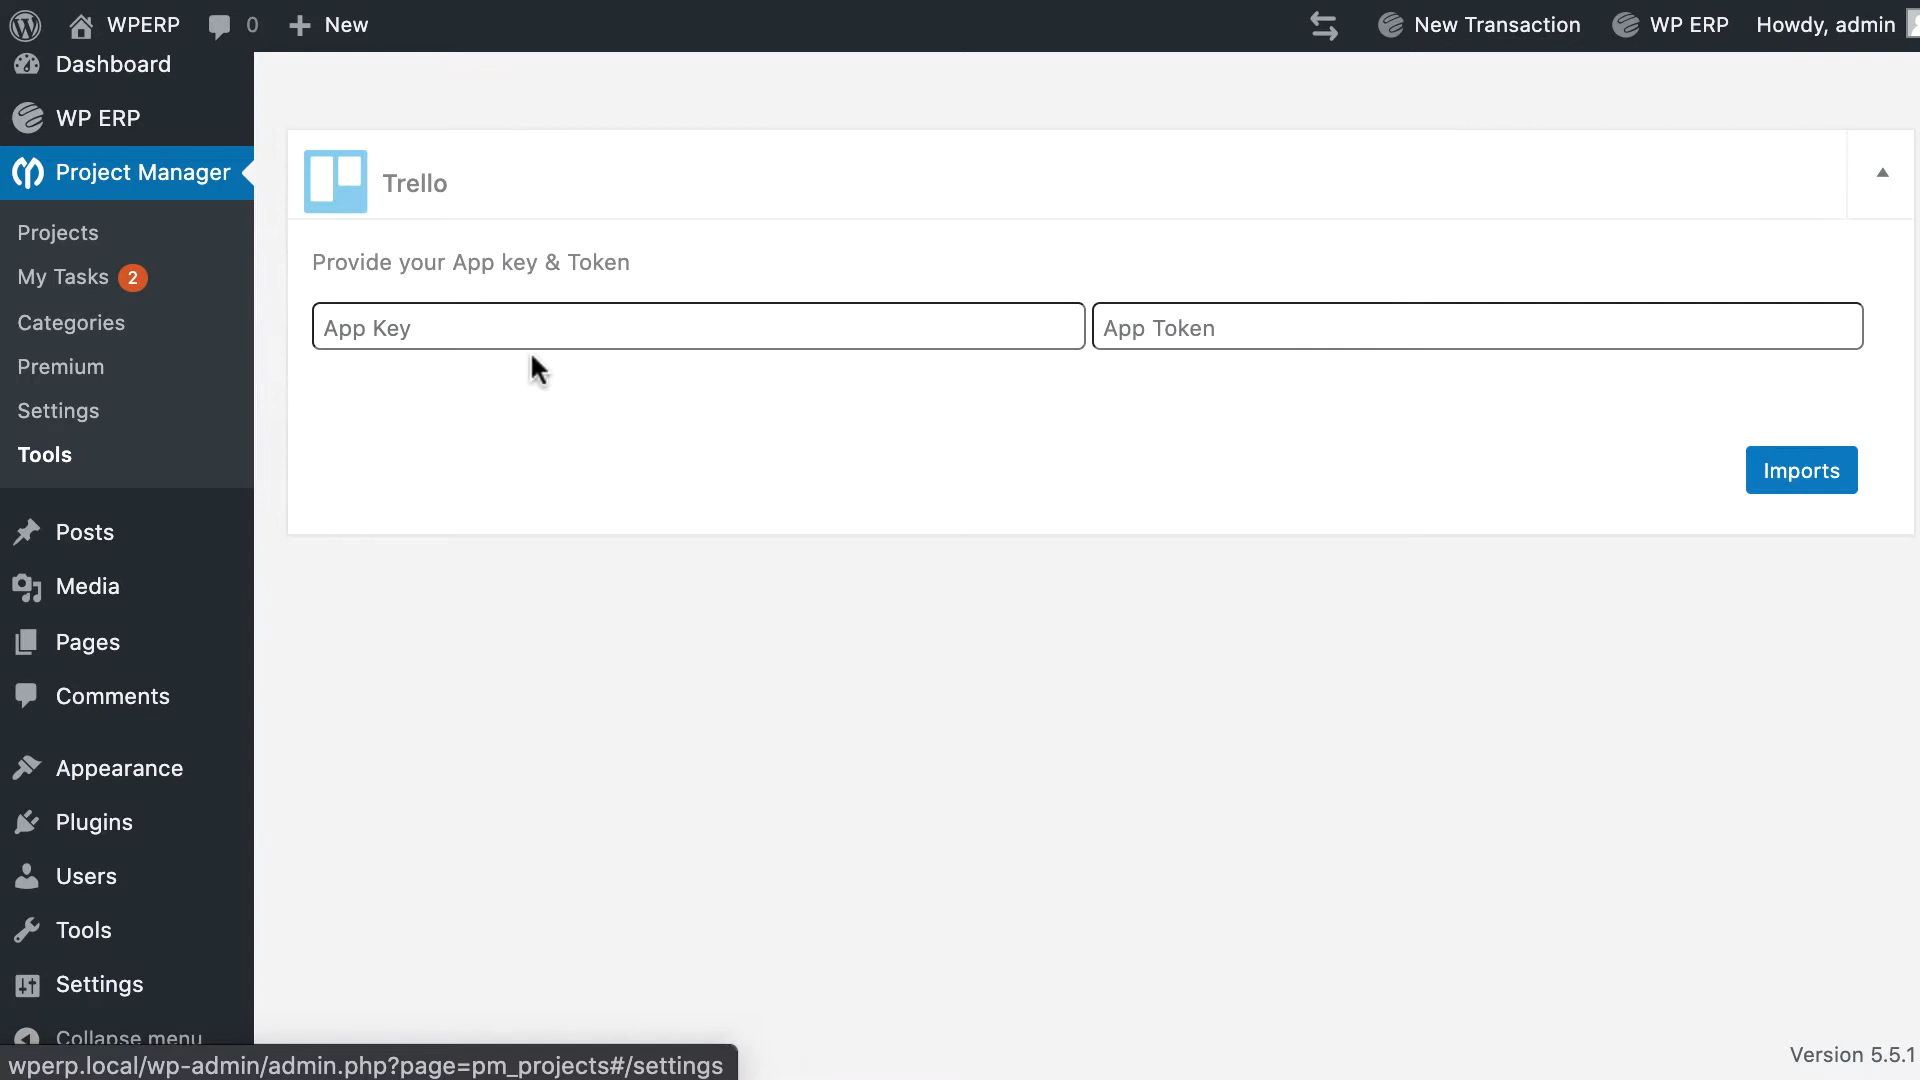 WPERP 0 New New Transaction WP ERP Howdy, admin
Dashboard
WP ERP
Project Manager
Projects
My Tasks 2
Categories
Premium
Settings
Tools
Posts
Media
Pages
Comments
Appearance
Plugins
Users
Tools
Settings
Collapse menu
Trello
Provide your App key & Token
App Key App Token
Imports
wperp.local/wp-admin/admin.php?page=pm_projects#/settings
Version 5.5.1